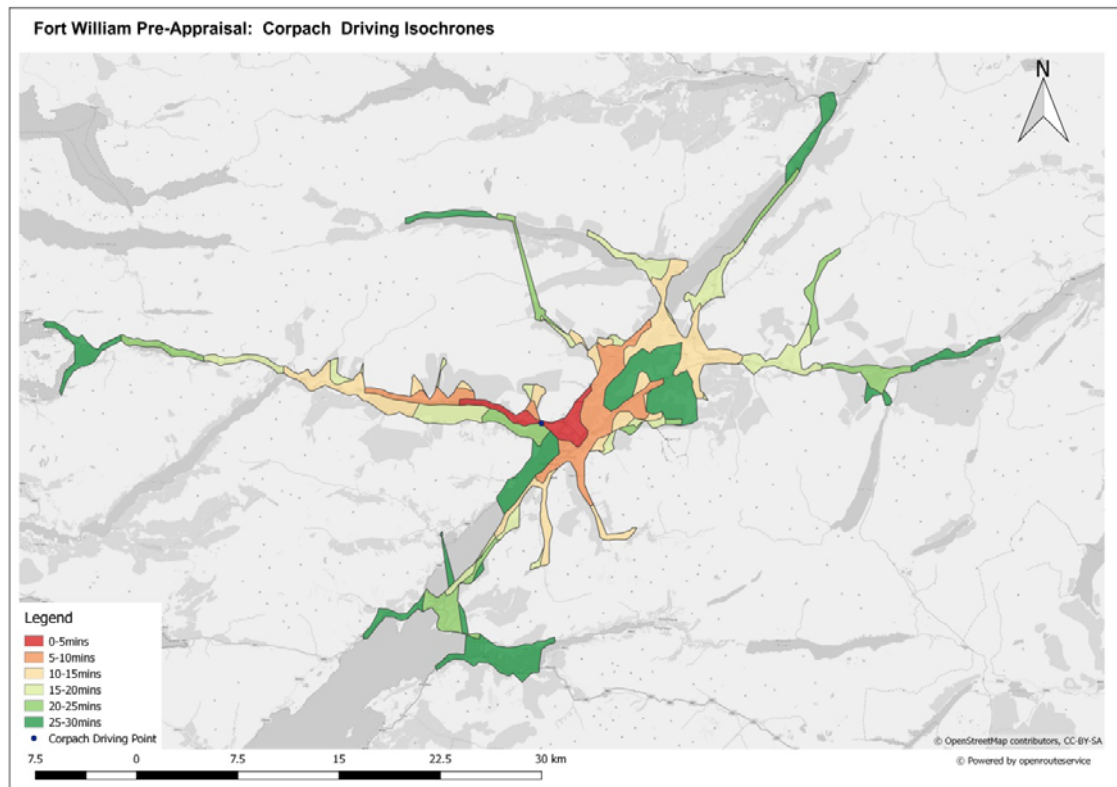 Fort William Pre-Appraisal:  Corpach  Driving Isochrones
N
Legend
0-5mins
5-10mins
10-15mins
15-20mins
20-25mins
25-30mins
Corpach Driving Point
7.5 0 7.5 15 22.5 30 km
© OpenStreetMap contributors, CC-BY-SA
© Powered by openrouteservice